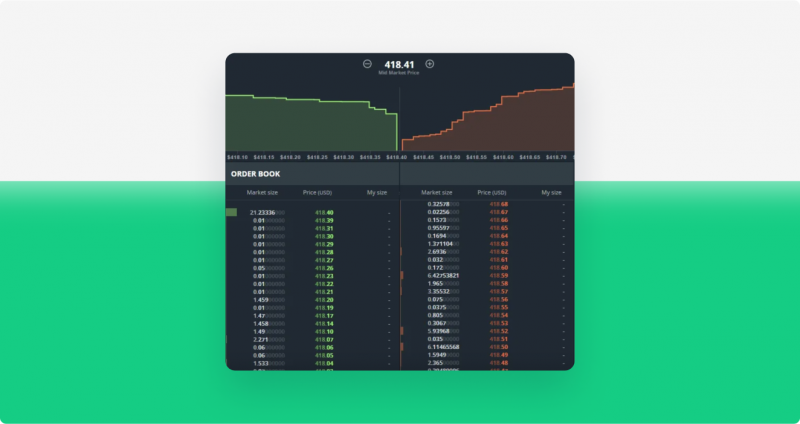 418.41
Mid Market Price
$418.10 $418.15 $418.20 $418.25 $418.30 $418.35 $418.40 $418.45 $418.50 $418.55 $418.60 $418.65 $418.70
ORDER BOOK
Market size Price (USD) My size Market size Price (USD) My size
0.32578 418.68
21.23336 418.40 - 0.02256 418.67 -
0.01 418.39 - 0.1573 418.66 -
0.01 418.31 - 0.95597 418.65 -
0.01 418.30 - 0.1694 418.64 -
0.01 418.29 - 1.371104 418.63 -
0.01 418.28 - 2.6936 418.62 -
0.01 418.27 - 0.032 418.61 -
0.05 418.26 - 0.172 418.60 -
0.01 418.23 - 6.42753821 418.59 -
0.01 418.22 - 1.965 418.58 -
0.01 418.21 - 3.35532 418.57 -
1.459 418.20 - 0.075 418.56 -
0.01 418.19 - 0.0375 418.55 -
1.47 418.17 - 0.805 418.54 -
1.458 418.14 - 0.3067 418.53 -
1.49 418.10 - 5.93968 418.52 -
2.271 418.07 - 0.035 418.51 -
0.06 418.06 - 6.11465568 418.50 -
0.06 418.05 - 1.5949 418.49 -
1.533 418.04 - 2.365 418.48 -